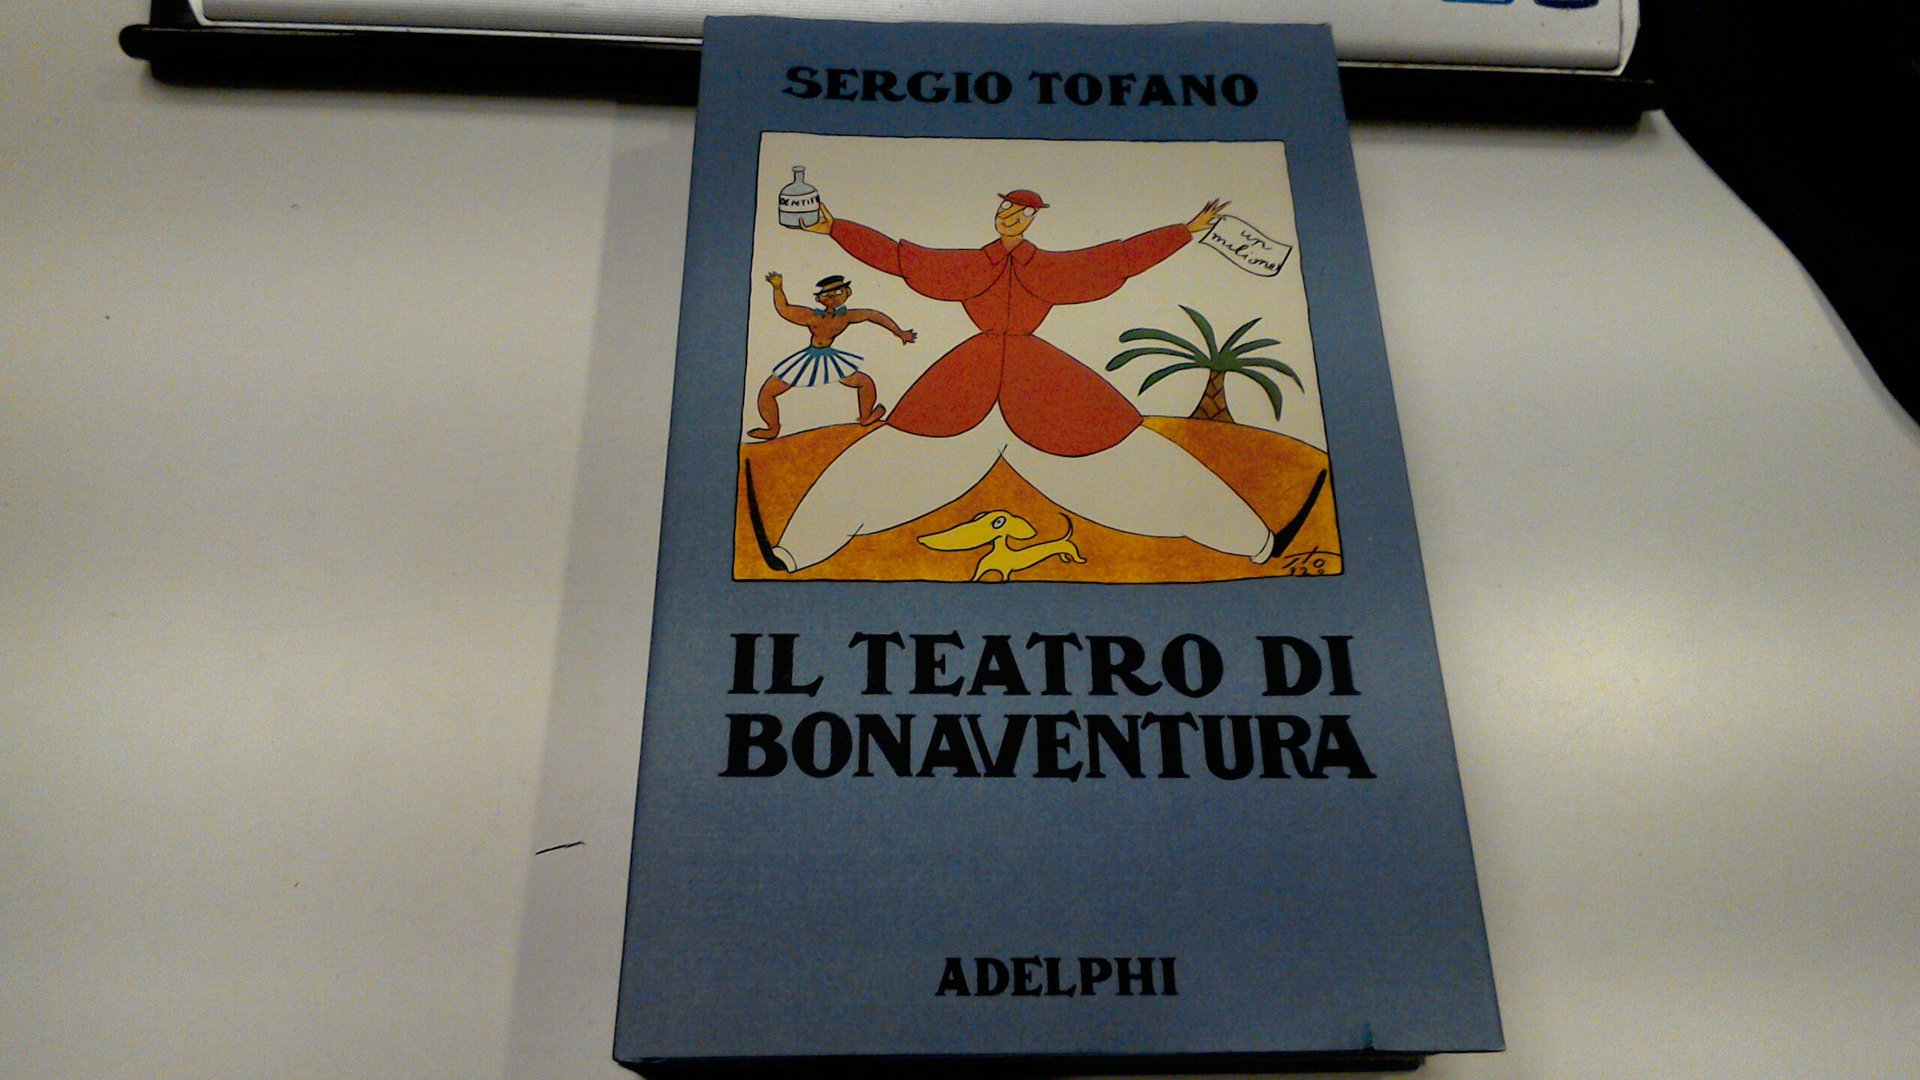 SERGIO TOFANO
un
milione
IL TEATRO DI
BONAVENTURA
ADELPHI